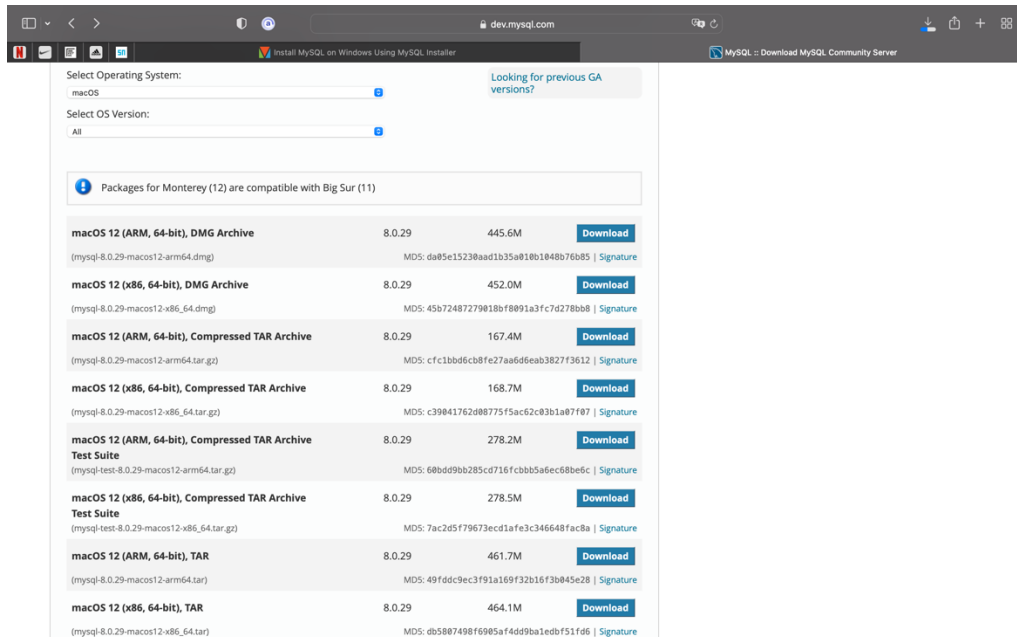 dev.mysql.com
N
SD
Install MySQL on Windows Using MySQL Installer
MySQL :: Download MySQL Community Server
Select Operating System:
Looking for previous GA
versions?
macOS
Select OS Version:
All
Packages for Monterey (12) are compatible with Big Sur (11)
macOS 12 (ARM, 64-bit), DMG Archive 8.0.29 445.6M Download
(mysql-8.0.29-macos12-arm64.dmg) MD5: da05e15230aad1b35a010b1048b76b85 | Signature
macOS 12 (x86, 64-bit), DMG Archive 8.0.29 452.0M Download
(mysql-8.0.29-macos12-x86_64.dmg) MD5: 45b72487279018bf8091a3fc7d278bb8 | Signature
macOS 12 (ARM, 64-bit), Compressed TAR Archive 8.0.29 167.4M Download
(mysql-8.0.29-macos12-arm64.tar.gz) MD5: cfc1bbd6cb8fe27aa6d6eab3827f3612 | Signature
macOS 12 (x86, 64-bit), Compressed TAR Archive 8.0.29 168.7M Download
(mysql-8.0.29-macos12-x86_64.tar.gz) MD5: c39041762d08775f5ac62c03b1a07f07 | Signature
macOS 12 (ARM, 64-bit), Compressed TAR Archive 8.0.29 278.2M Download
Test Suite
(mysql-test-8.0.29-macos12-arm64.tar.gz) MD5: 60bdd9bb285cd716fcbbb5a6ec68be6c | Signature
macOS 12 (x86, 64-bit), Compressed TAR Archive 8.0.29 278.5M Download
Test Suite
(mysql-test-8.0.29-macos12-x86_64.tar.gz) MD5: 7ac2d5f79673ecd1afe3c346648fac8a | Signature
macOS 12 (ARM, 64-bit), TAR 8.0.29 461.7M Download
(mysql-8.0.29-macos12-arm64.tar) MD5: 49fddc9ec3f91a169f32b16f3b045e28 | Signature
macOS 12 (x86, 64-bit), TAR 8.0.29 464.1M Download
(mysql-8.0.29-macos12-x86_64.tar) MD5: db5807498f6905af4dd9ba1edbf51fd6 | Signature